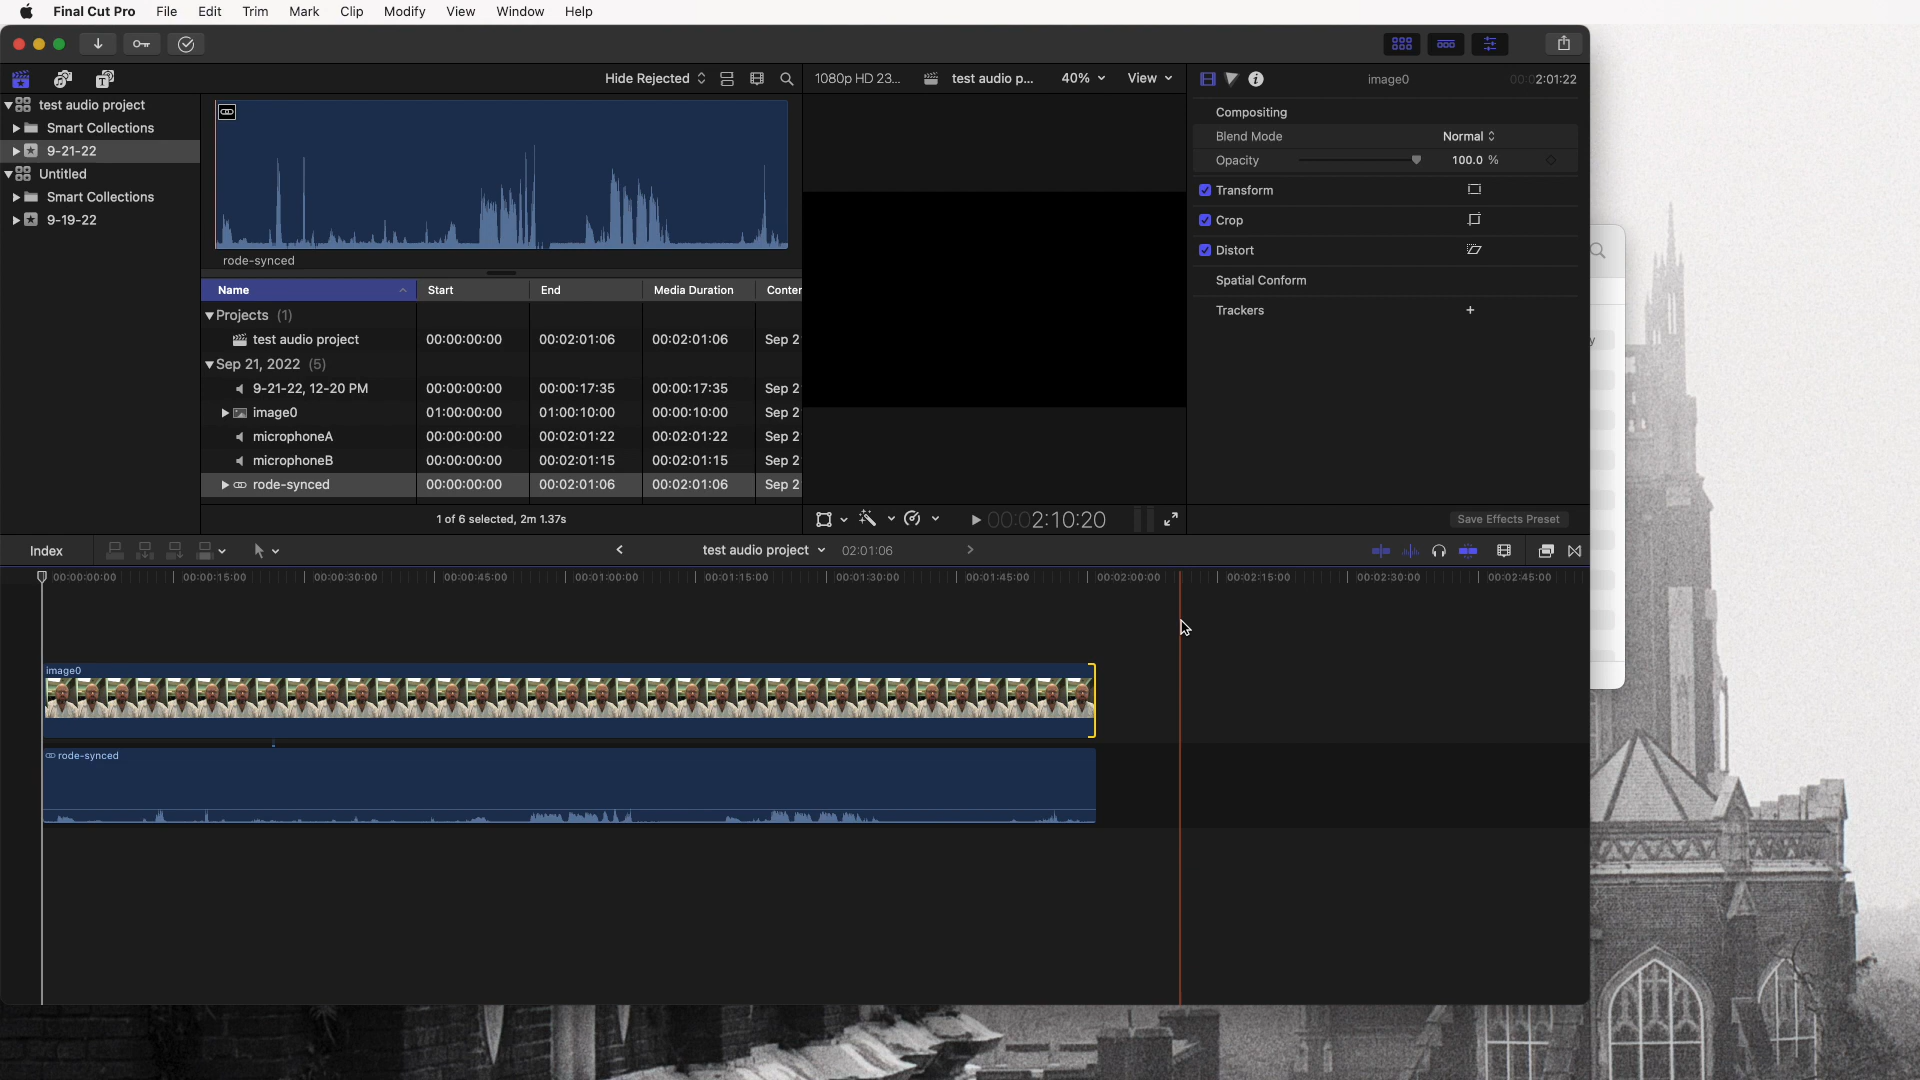 Final Cut Pro File Edit Trim Mark Clip Modify View Window Help
Hide Rejected
1080p HD 23... test audio p... 40% View
image0 00:02:01:22
test audio project
Smart Collections
9-21-22
Untitled
Smart Collections
9-19-22
rode-synced
Name Start End Media Duration Conter
Projects (1)
test audio project 00:00:00:00 00:02:01:06 00:02:01:06 Sep 2
Sep 21, 2022 (5)
9-21-22, 12-20 PM 00:00:00:00 00:00:17:35 00:00:17:35 Sep 2
image0 01:00:00:00 01:00:10:00 00:00:10:00 Sep 2
microphoneA 00:00:00:00 00:02:01:22 00:02:01:22 Sep 2
microphoneB 00:00:00:00 00:02:01:15 00:02:01:15 Sep 2
rode-synced 00:00:00:00 00:02:01:06 00:02:01:06 Sep 2
1 of 6 selected, 2m 1.37s
00:02:10:20
Compositing
Blend Mode Normal
Opacity 100.0 %
Transform
Crop
Distort
Spatial Conform
Trackers +
Save Effects Preset
y
Index test audio project 02:01:06
00:00:00:00 00:00:15:00 00:00:30:00 00:00:45:00 00:01:00:00 00:01:15:00 00:01:30:00 00:01:45:00 00:02:00:00 00:02:15:00 00:02:30:00 00:02:45:00
image0
rode-synced